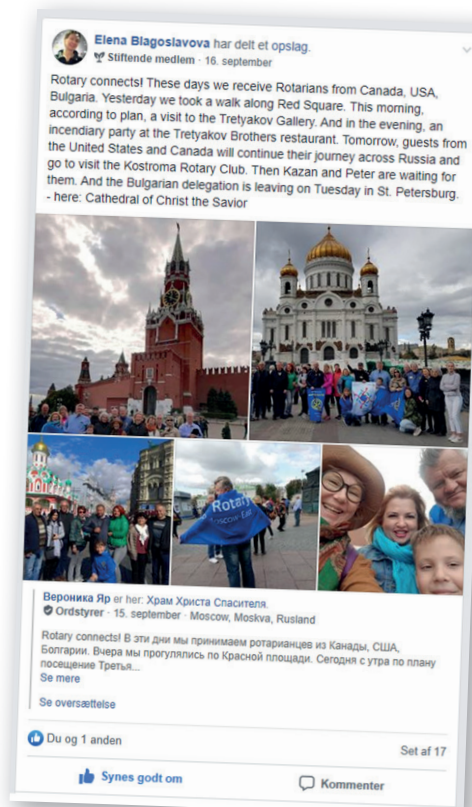 Elena Blagoslavova har delt et opslag.
Stiftende medlem · 16. september
Rotary connects! These days we receive Rotarians from Canada, USA,
Bulgaria. Yesterday we took a walk along Red Square. This morning,
according to plan, a visit to the Tretyakov Gallery. And in the evening, an
incendiary party at the Tretyakov Brothers restaurant. Tomorrow, guests from
the United States and Canada will continue their journey across Russia and
go to visit the Kostroma Rotary Club. Then Kazan and Peter are waiting for
them. And the Bulgarian delegation is leaving on Tuesday in St. Petersburg.
- here: Cathedral of Christ the Savior
Rotary
Moscow
Вероника Яр er her: Храм Христа Спасителя.
Ordstyrer · 15. september · Moscow, Moskva, Rusland
Rotary connects! В эти дни мы принимаем ротарианцев из Канады, США,
Болгарии. Вчера мы прогулялись по Красной площади. Сегодня с утра по плану
посещение Третья...
Se mere
Se oversættelse
Du og 1 anden
Set af 17
Synes godt om
Kommenter